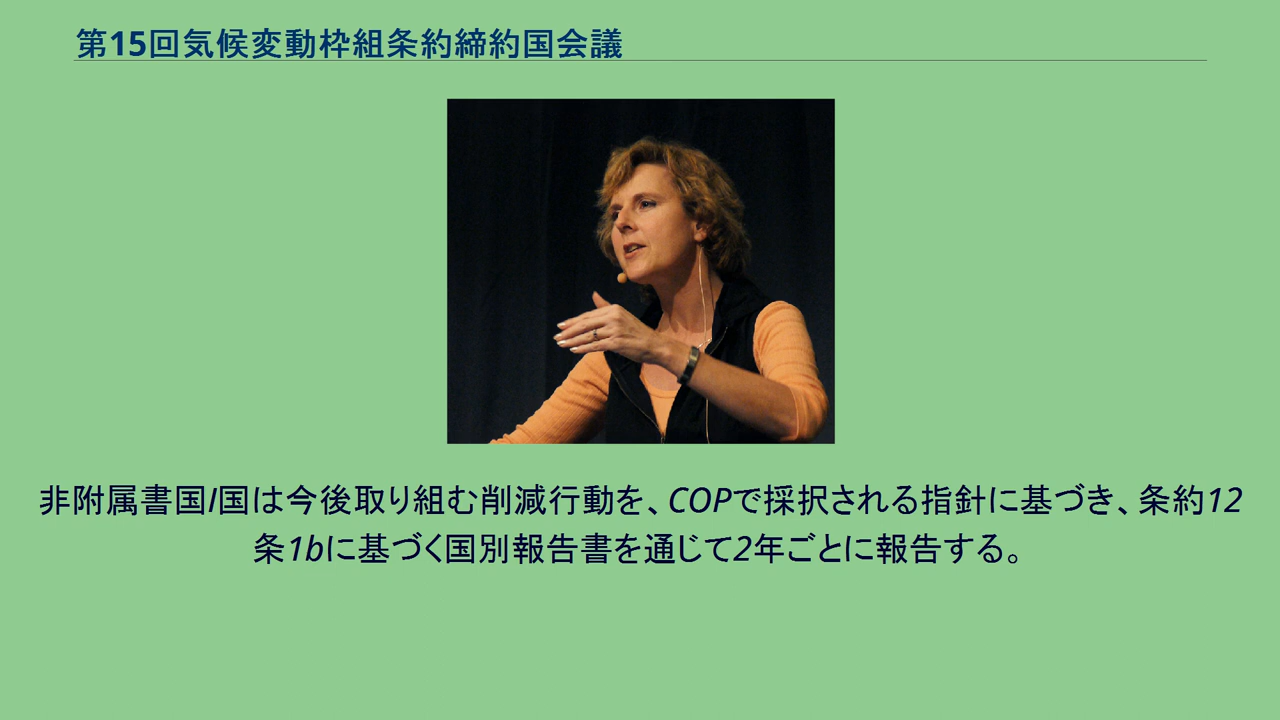 第15回気候変動枠組条約締約国会議
非附属書国I国は今後取り組む削減行動を、COPで採択される指針に基づき、条約12
条1bに基づく国別報告書を通じて2年ごとに報告する。